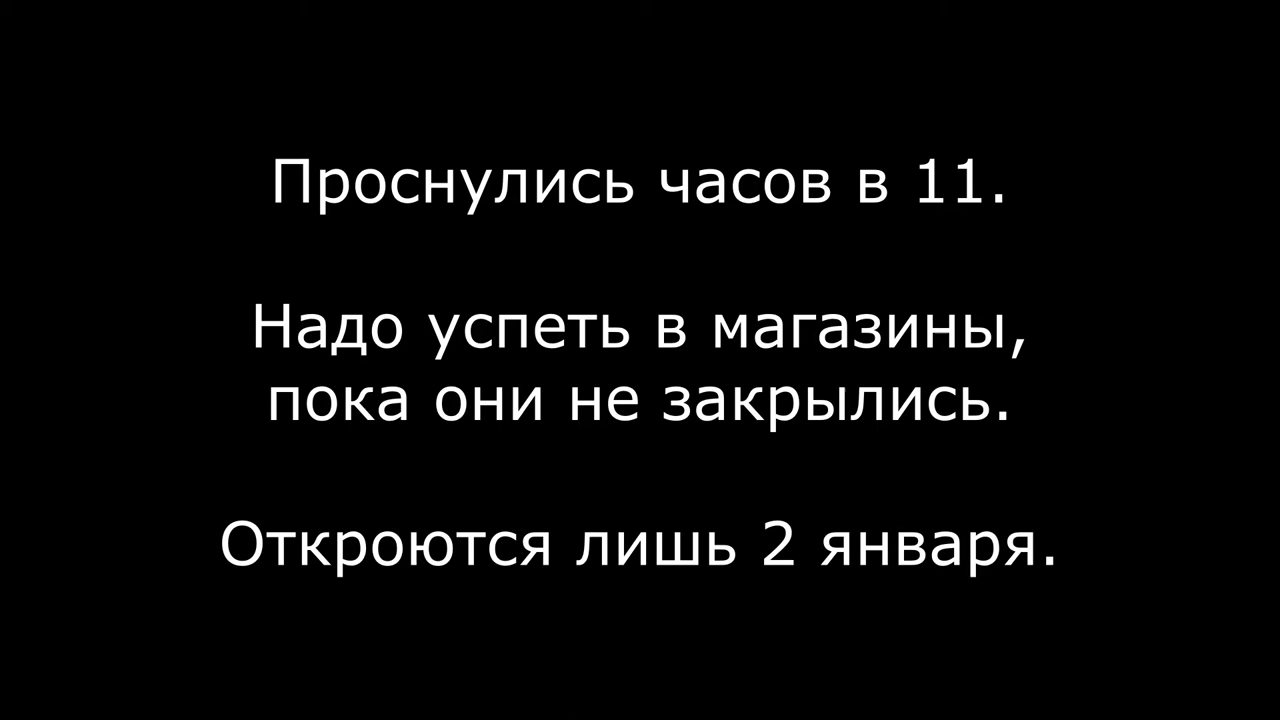 Проснулись часов в 11.
Надо успеть в магазины,
пока они не закрылись.
Откроются лишь 2 января.